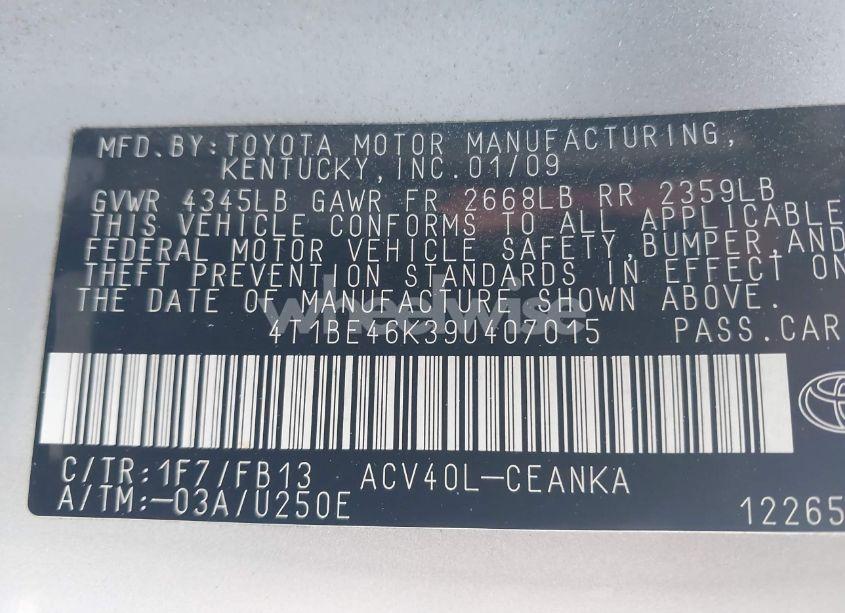 MFD.BY:TOYOTA MOTOR MANUFACTURING,
KENTUCKY,INC.01/09
GVWR 4345LB GAWR FR 2668LB RR 2359LB
THIS VEHICLE CONFORMS TO ALL APPLICABLE
FEDERAL MOTOR VEHICLE SAFETY,BUMPER,AND
THEFT PREVENTION STANDARDS IN EFFECT ON
THE DATE OF MANUFACTURE SHOWN ABOVE.
wheelwise
4T1BE46K39U407015 PASS.CAR
C/TR:1F7/FB13 ACV40L-CEANKA
A/TM:-03A/U250E
12265